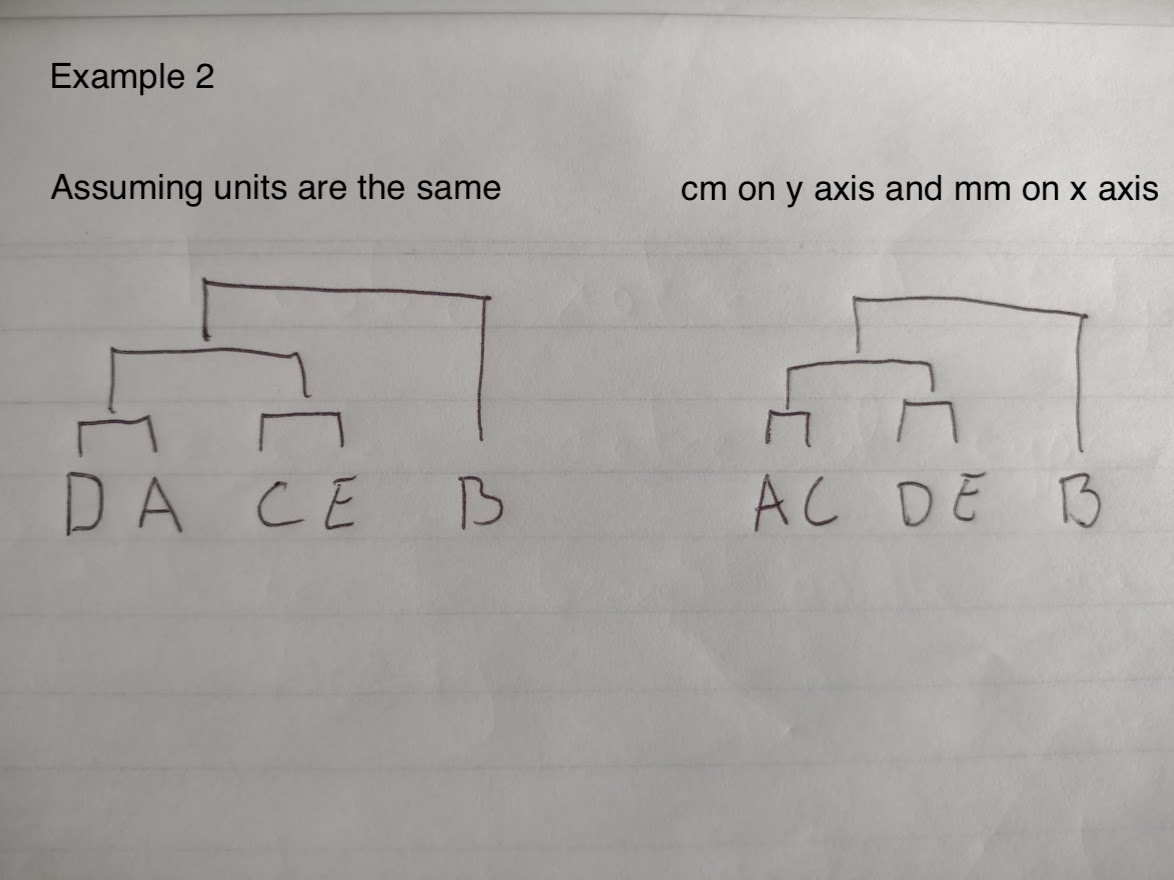 Example 2
Assuming units are the same
cm on y axis and mm on x axis
D A C E B
A C D E B